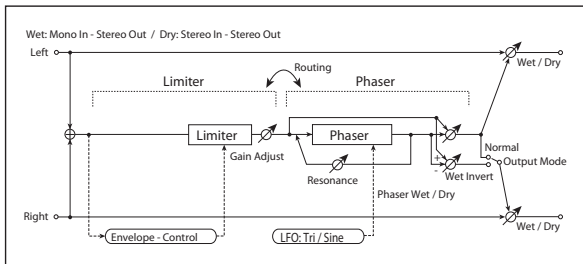 Wet: Mono In - Stereo Out / Dry: Stereo In - Stereo Out
Left
Wet / Dry
Routing
Limiter
Phaser
Limiter
Phaser
Gain Adjust
Resonance
+
-
Normal
Output Mode
Wet Invert
Phaser Wet / Dry
Right
Wet / Dry
Envelope - Control
LFO: Tri / Sine